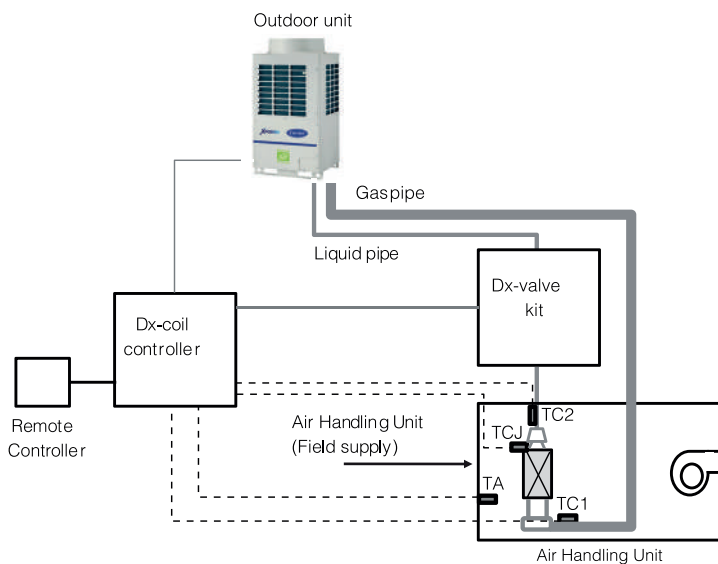 Outdoor unit
Gaspipe
Liquid pipe
Dx-valve
kit
Dx-coil
controller
Remote
Controller
Air Handling Unit
(Field supply)
TC2
TCJ
TA
TC1
Air Handling Unit